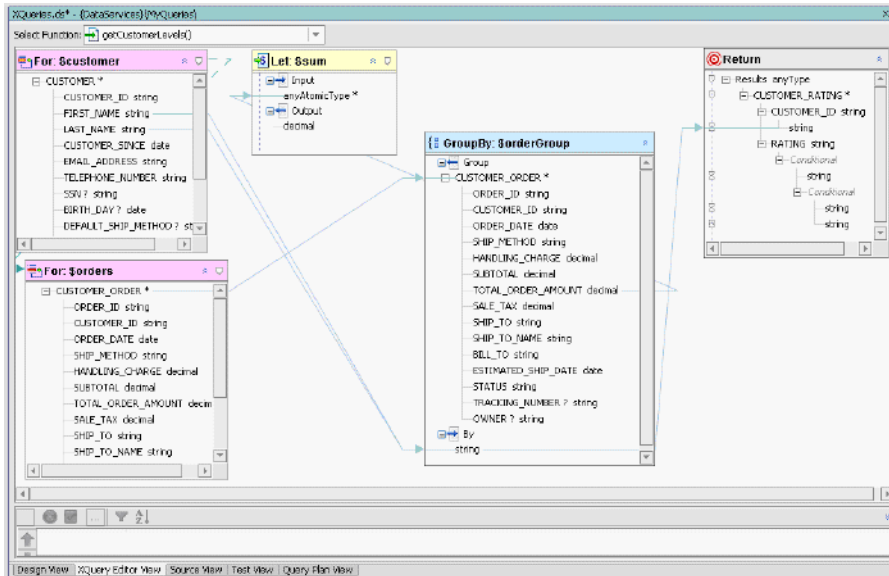 XQueries.ds* - {DataServices}\MyQueries\
Select Function: getCustomerLevels()
For: $customer
CUSTOMER *
CUSTOMER_ID string
FIRST_NAME string
LAST_NAME string
CUSTOMER_SINCE date
EMAIL_ADDRESS string
TELEPHONE_NUMBER string
SSN ? string
BIRTH_DAY ? date
DEFAULT_SHIP_METHOD ? st
For: $orders
CUSTOMER_ORDER *
ORDER_ID string
CUSTOMER_ID string
ORDER_DATE date
SHIP_METHOD string
HANDLING_CHARGE decimal
SUBTOTAL decimal
TOTAL_ORDER_AMOUNT decim
SALE_TAX decimal
SHIP_TO string
SHIP_TO_NAME string
Let: $sum
Input
anyAtomicType *
Output
decimal
GroupBy: $orderGroup
Group
CUSTOMER_ORDER *
ORDER_ID string
CUSTOMER_ID string
ORDER_DATE date
SHIP_METHOD string
HANDLING_CHARGE decimal
SUBTOTAL decimal
TOTAL_ORDER_AMOUNT decimal
SALE_TAX decimal
SHIP_TO string
SHIP_TO_NAME string
BILL_TO string
ESTIMATED_SHIP_DATE date
STATUS string
TRACKING_NUMBER ? string
OWNER ? string
By
string
Return
Results anyType
CUSTOMER_RATING *
CUSTOMER_ID string
string
RATING string
Conditional
string
Conditional
string
string
Design View XQuery Editor View Source View Test View Query Plan View